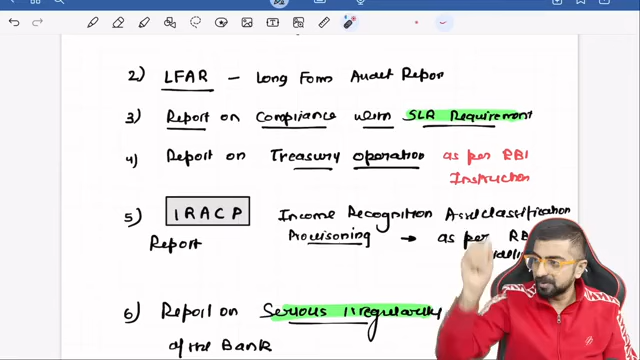 2) LFAR - Long Form Audit Report
3) Report on Compliance with SLR Requirement
4) Report on Treasury operation as per RBI
Instruction
5) IRACP Income Recognition Asset classification
Report Provisioning → as per
6) Report on Serious Irregularity
of the Bank